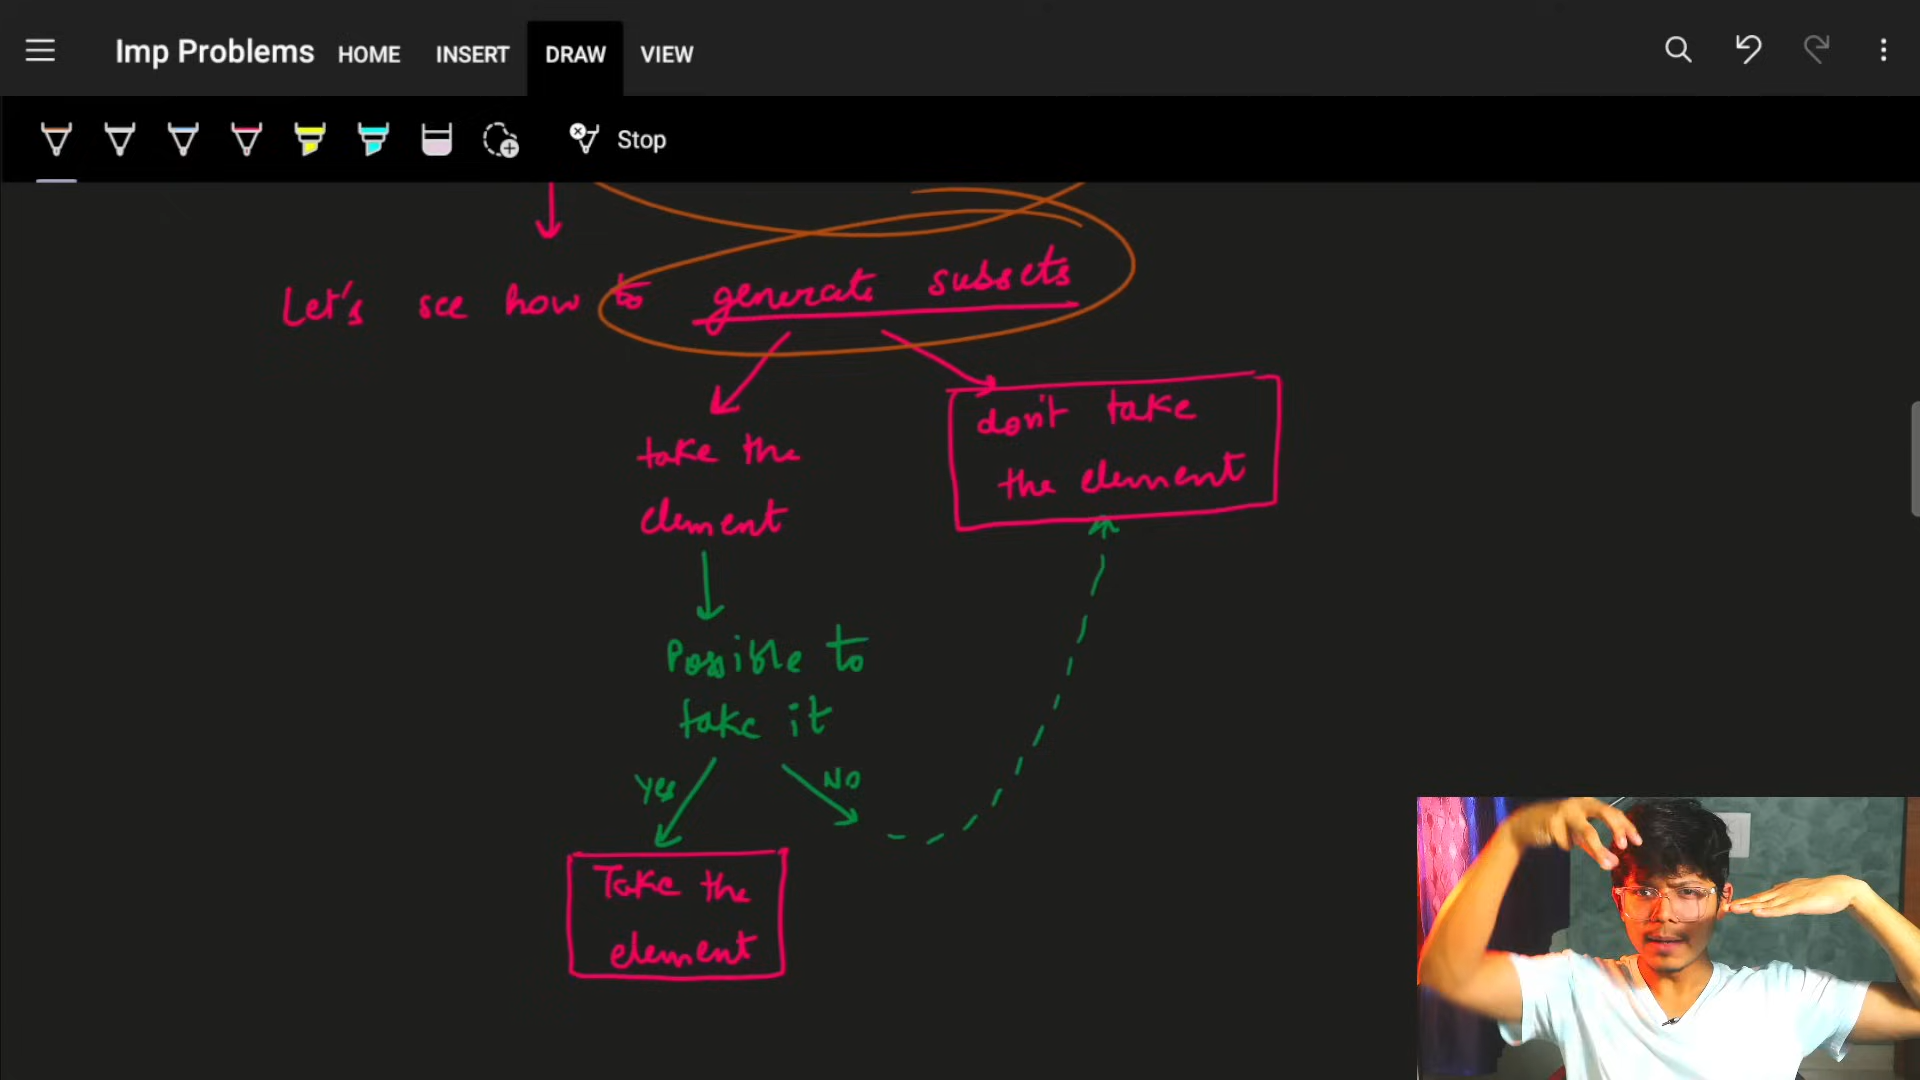 Imp Problems HOME INSERT DRAW VIEW
Stop
Let's see how to generate subsets
take the
element
don't take
the element
Possible to
take it
Yes
NO
Take the
element